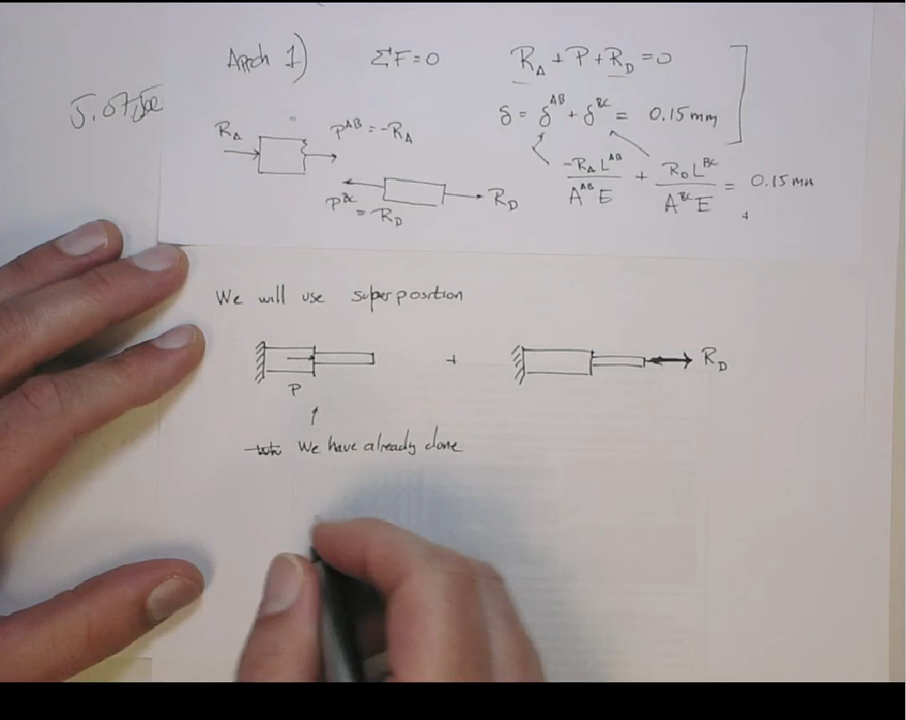 Apprch 1) ΣF=0 R_A + P + R_D = 0
δ = δ^AB + δ^BC = 0.15 mm
R_A P^AB = -R_A
-R_A L^AB / A^AB E + R_D L^BC / A^BC E = 0.15 mm
P^BC = R_D R_D
We will use superposition
P + R_D
We have already done